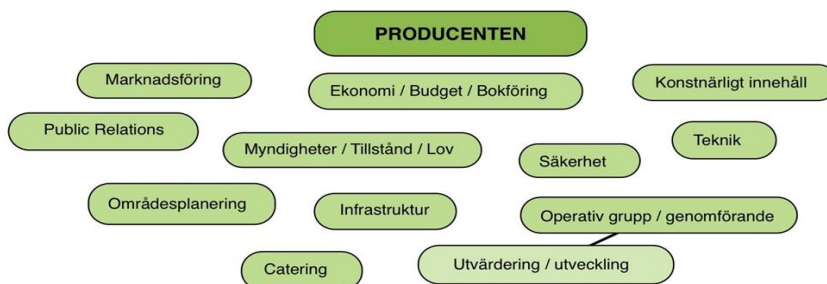 PRODUCENTEN
Marknadsföring
Ekonomi / Budget / Bokföring
Konstnärligt innehåll
Public Relations
Myndigheter / Tillstånd / Lov
Säkerhet
Teknik
Områdesplanering
Infrastruktur
Operativ grupp / genomförande
Catering
Utvärdering / utveckling